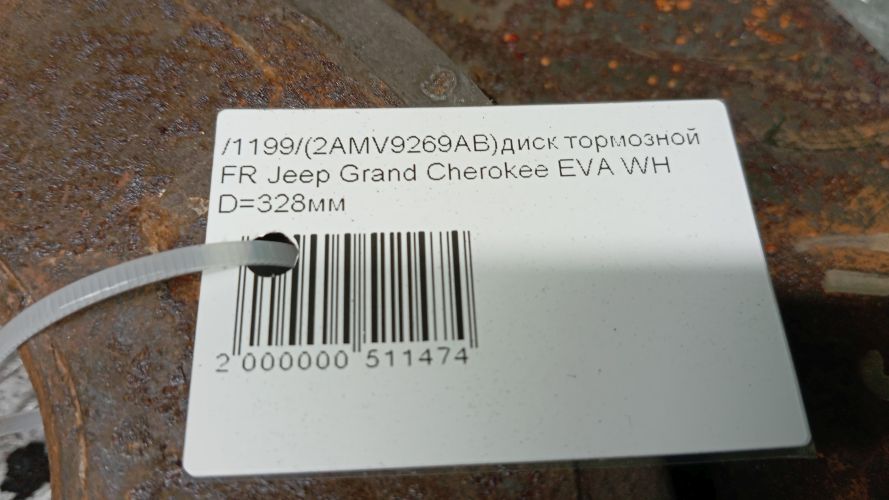 /1199/(2AMV9269AB)диск тормозной
FR Jeep Grand Cherokee EVA WH
D=328мм
2 000000 511474